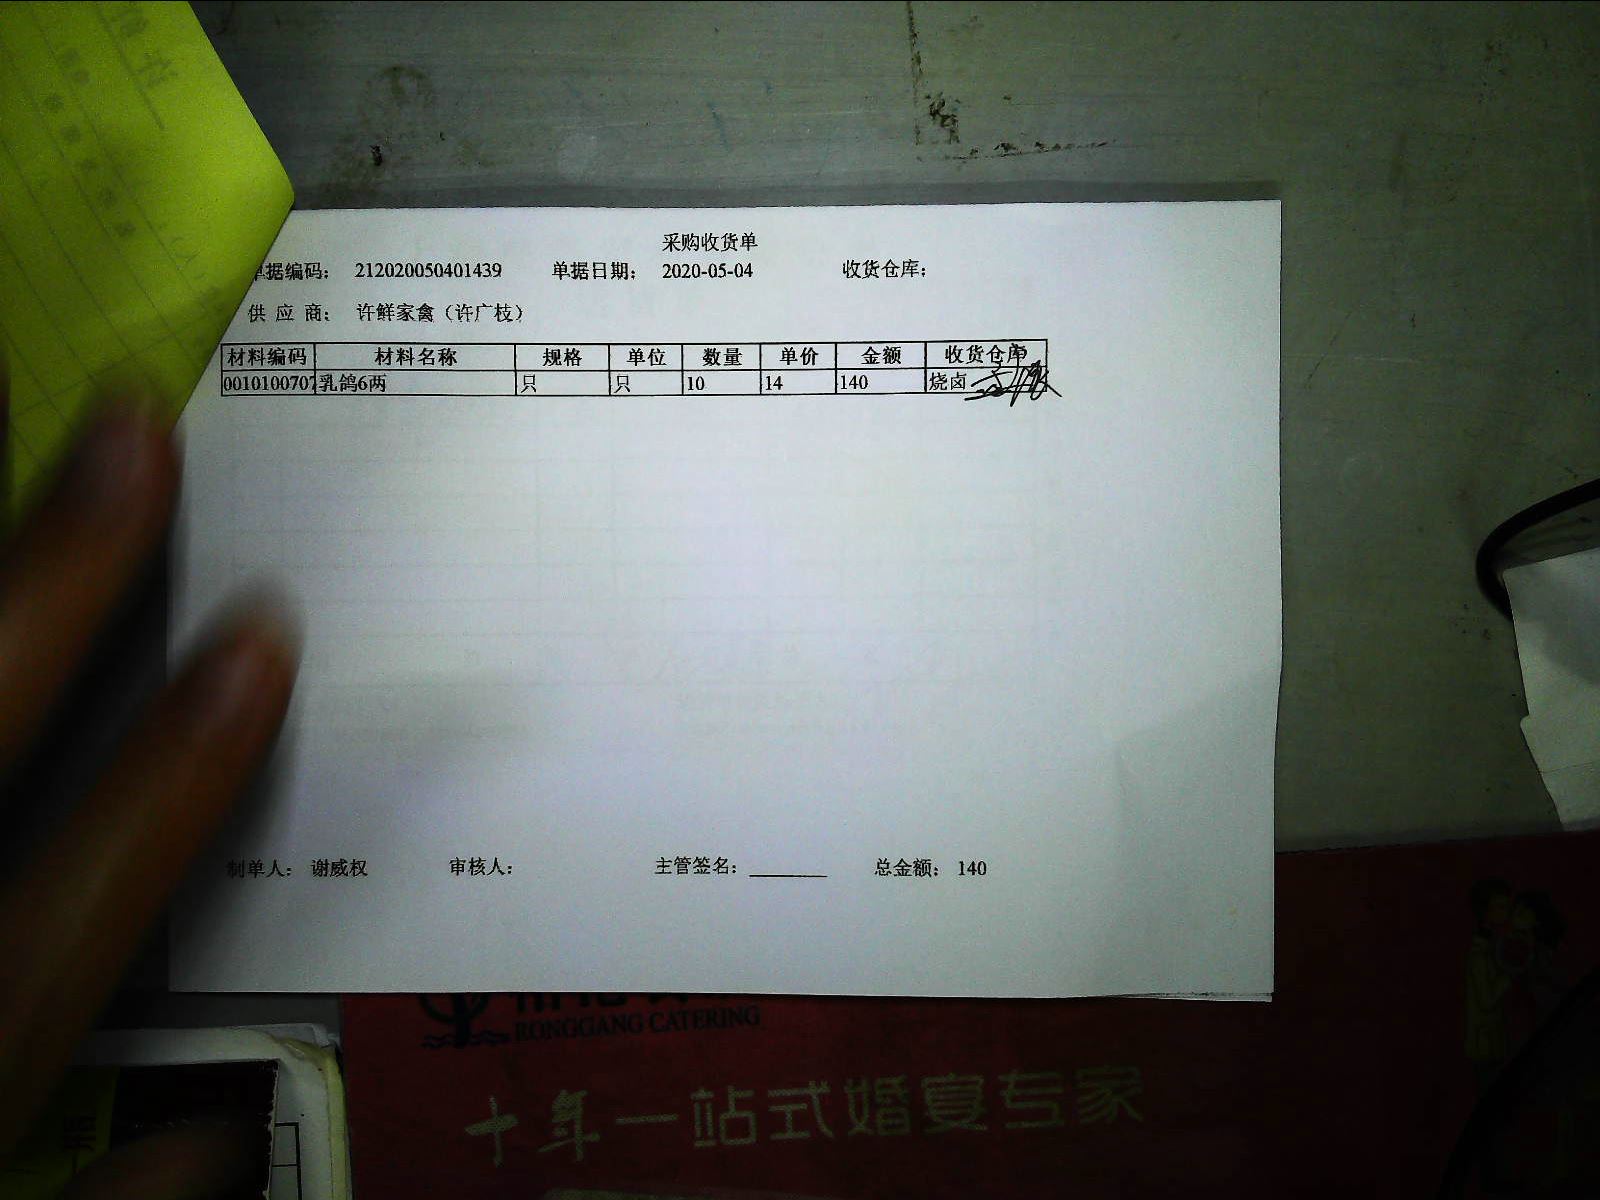 采购收货单
单据编码： 212020050401439 单据日期： 2020-05-04 收货仓库：
供 应 商： 许鲜家禽（许广枝）
材料编码 材料名称 规格 单位 数量 单价 金额 收货仓库
0010100707 乳鸽6两 只 只 10 14 140 烧卤
制单人： 谢威权 审核人： 主管签名： 总金额： 140
RONGGANG CATERING
十年一站式婚宴专家